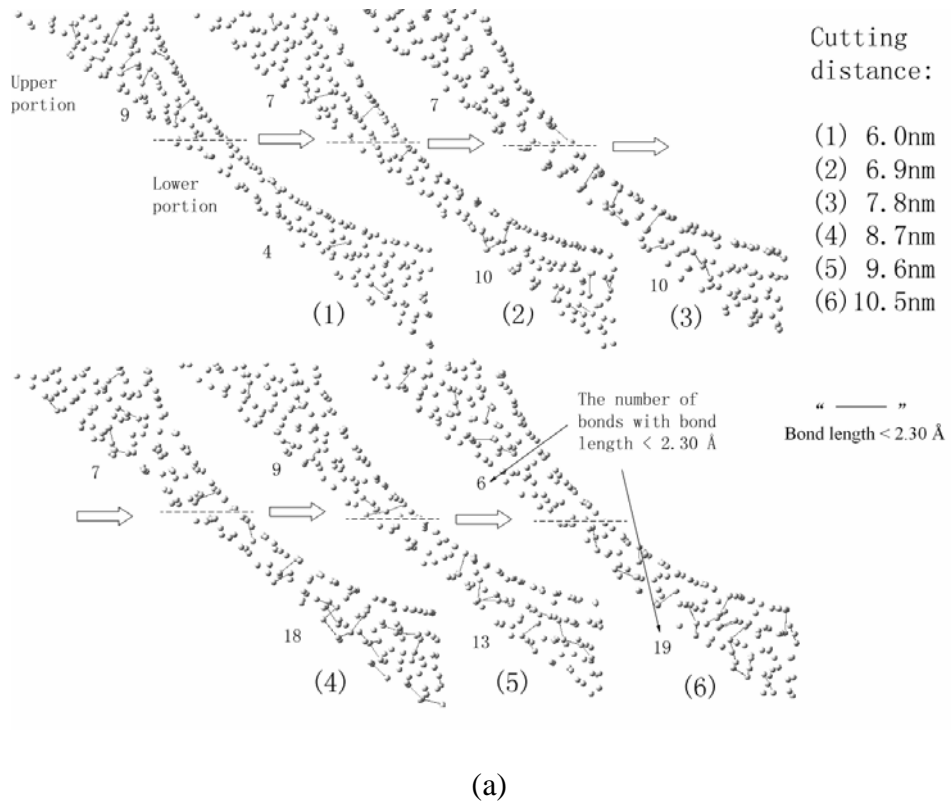 Upper
portion
9
Lower
portion
4
(1)
7
10
(2)
7
10
(3)
Cutting
distance:
(1) 6.0nm
(2) 6.9nm
(3) 7.8nm
(4) 8.7nm
(5) 9.6nm
(6) 10.5nm
7
18
(4)
9
13
(5)
The number of
bonds with bond
length < 2.30 Å
6
19
(6)
“ —— ”
Bond length < 2.30 Å
(a)